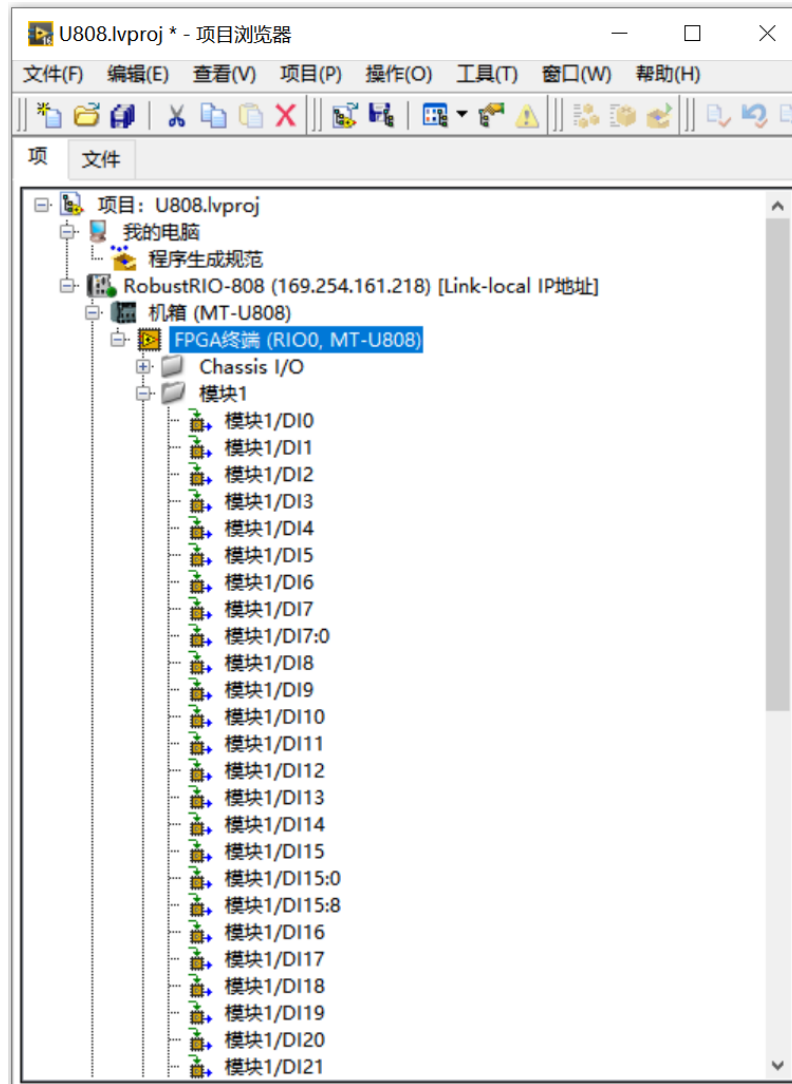 U808.lvproj * - 项目浏览器
文件(F) 编辑(E) 查看(V) 项目(P) 操作(O) 工具(T) 窗口(W) 帮助(H)
项 文件
项目：U808.lvproj
我的电脑
程序生成规范
RobustRIO-808 (169.254.161.218) [Link-local IP地址]
机箱 (MT-U808)
FPGA终端 (RIO0, MT-U808)
Chassis I/O
模块1
模块1/DI0
模块1/DI1
模块1/DI2
模块1/DI3
模块1/DI4
模块1/DI5
模块1/DI6
模块1/DI7
模块1/DI7:0
模块1/DI8
模块1/DI9
模块1/DI10
模块1/DI11
模块1/DI12
模块1/DI13
模块1/DI14
模块1/DI15
模块1/DI15:0
模块1/DI15:8
模块1/DI16
模块1/DI17
模块1/DI18
模块1/DI19
模块1/DI20
模块1/DI21